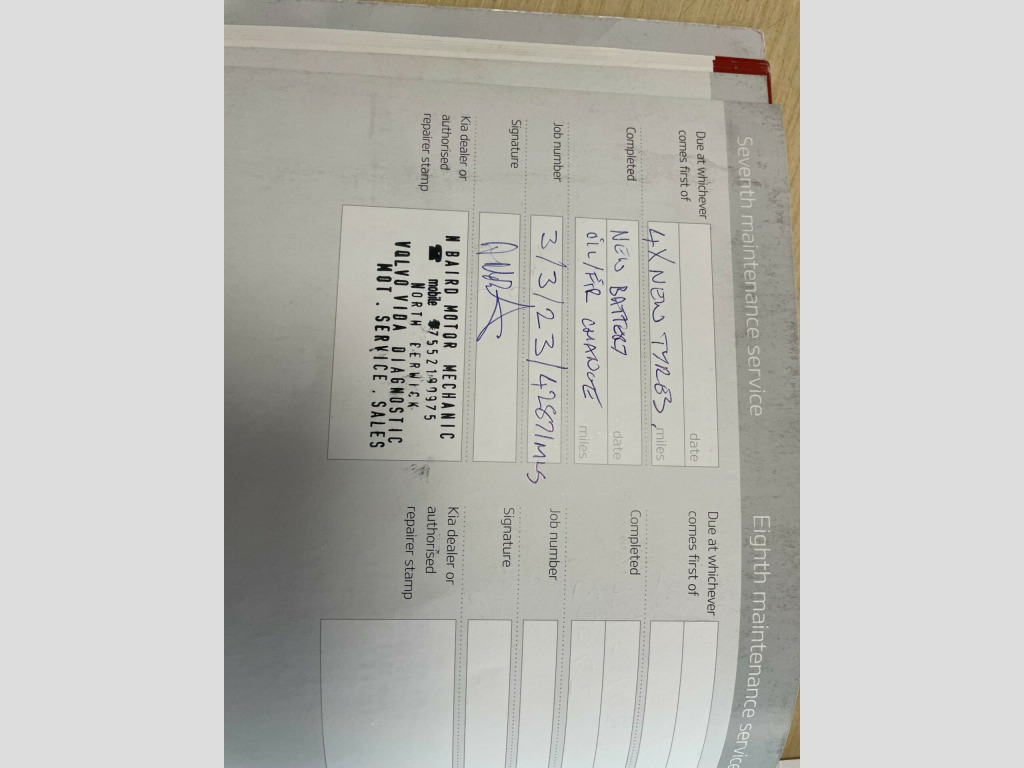 Seventh maintenance service
Due at whichever
comes first of
date
4X NEW TYRES, miles
Completed
NEW BATTERY date
OIL/FIR CHANGE miles
Job number
3/3/23/42871MLS
Signature
Kia dealer or
authorised
repairer stamp
N BAIRD MOTOR MECHANIC
mobile 07552190975
NORTH BERWICK
VOLVO VIDA DIAGNOSTIC
MOT. SERVICE. SALES
Eighth maintenance service
Due at whichever
comes first of
Completed
Job number
Signature
Kia dealer or
authorised
repairer stamp